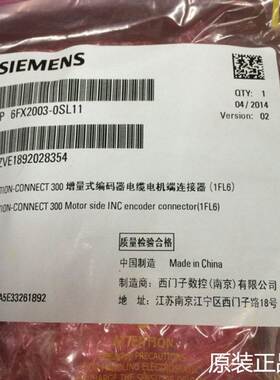 SIEMENS
QTY: 1
04/2014
Version: 02
P 6FX2003-0SL11
ZVE1892028354
TION-CONNECT 300 增量式编码器电缆电机端连接器 (1FL6)
ION-CONNECT 300 Motor side INC encoder connector(1FL6)
质量检验合格
中国制造 Made in China
制造商: 西门子数控(南京)有限公司
地 址: 江苏南京江宁区西门子路18号
A5E33261892
ATTENTION
原装正品